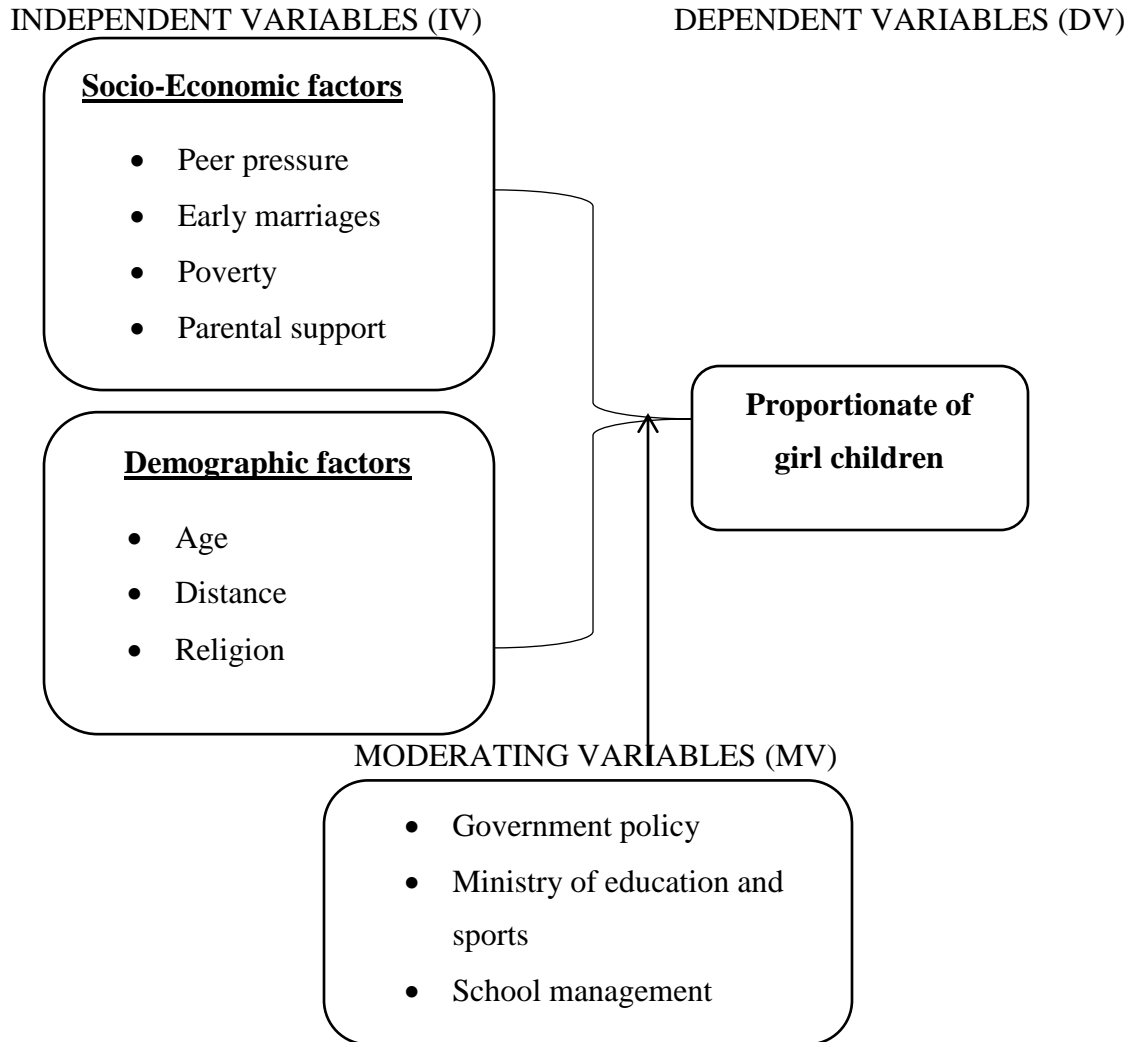 INDEPENDENT VARIABLES (IV)
DEPENDENT VARIABLES (DV)
Socio-Economic factors
• Peer pressure
• Early marriages
• Poverty
• Parental support
Proportionate of
girl children
Demographic factors
• Age
• Distance
• Religion
MODERATING VARIABLES (MV)
• Government policy
• Ministry of education and
sports
• School management